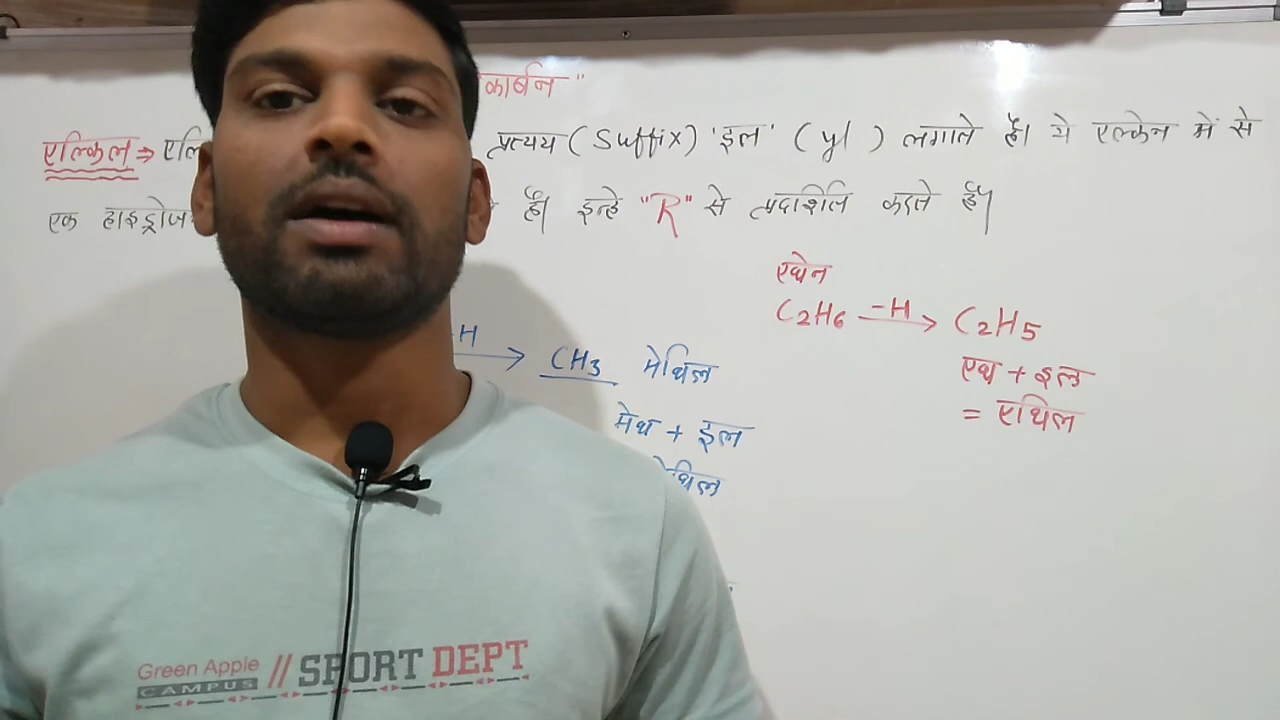 कार्बन"
एल्किल ⇒ एल्कि प्रत्यय (Suffix) 'इल' (yl) लगाते है। ये एल्केन में से
एक हाइड्रोज है। इन्हे "R" से प्रदर्शित करते है।
एथेन
C2H6 —-H→ C2H5
एथ + इल
= एथिल
H → CH3 मेथिल
मेथ + इल
मेथिल
Green Apple // SPORT DEPT
CAMPUS